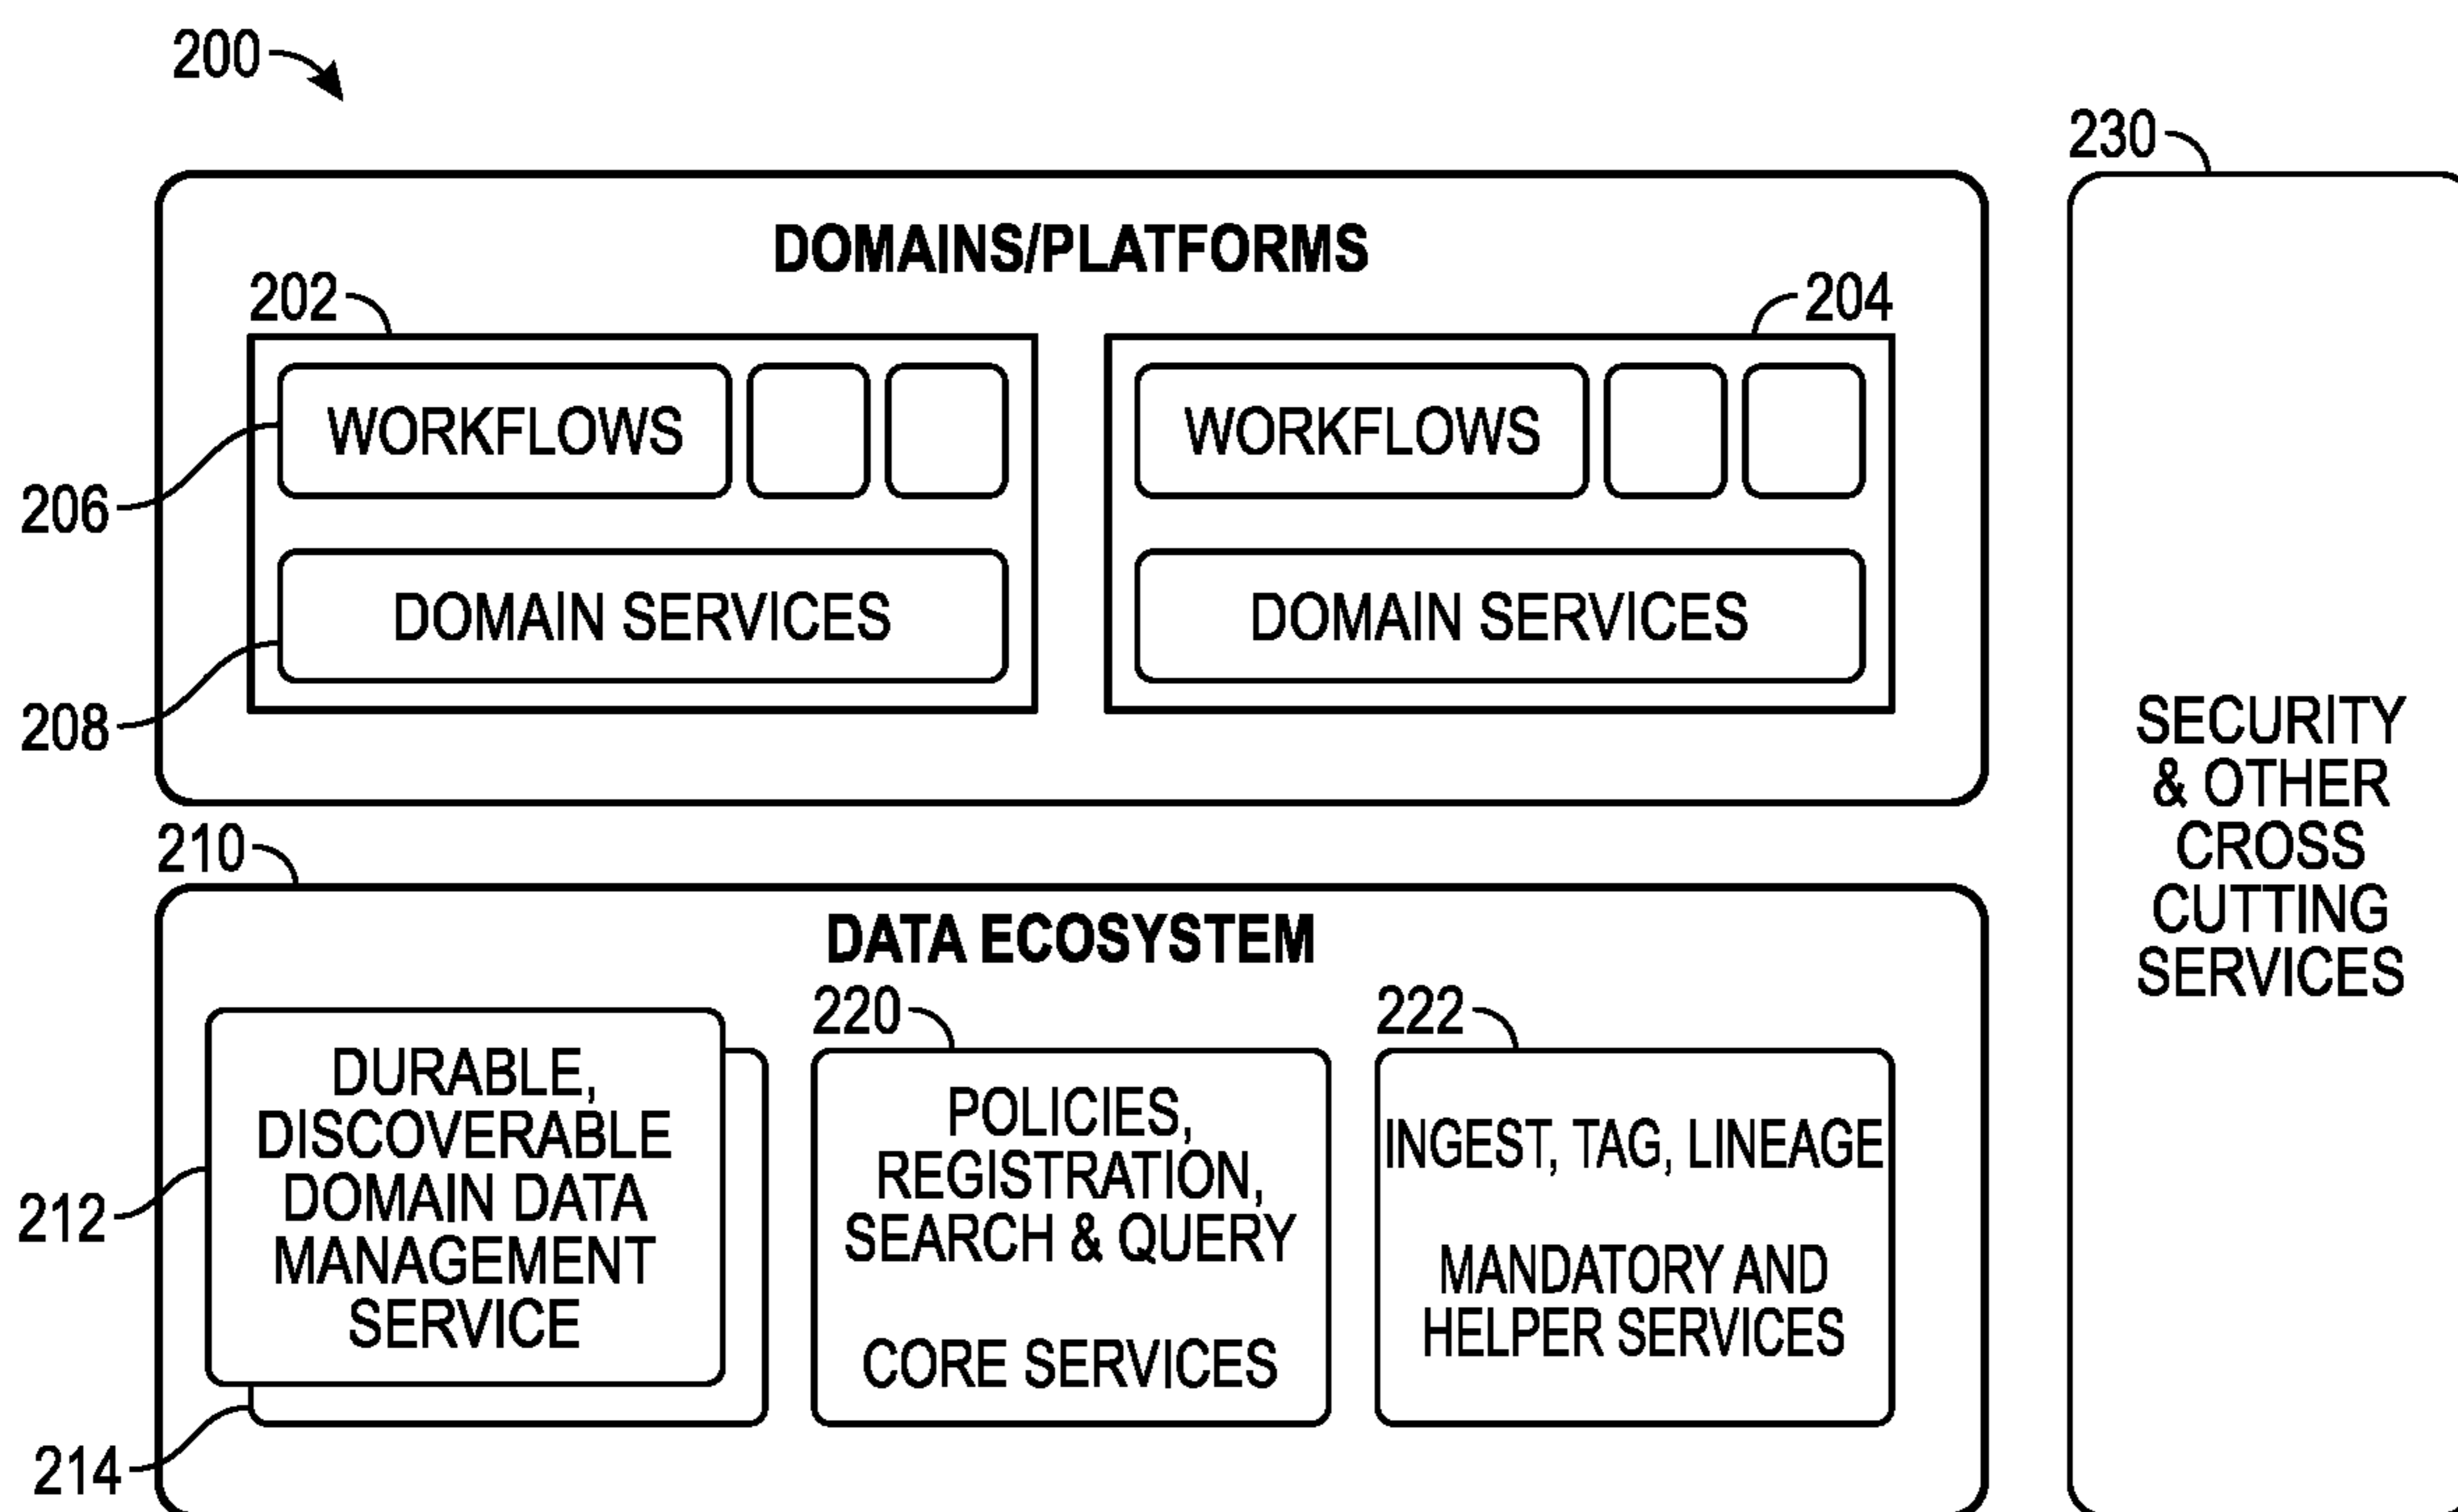 200
230
DOMAINS/PLATFORMS
202
204
WORKFLOWS
WORKFLOWS
206
DOMAIN SERVICES
DOMAIN SERVICES
208
SECURITY
& OTHER
CROSS
CUTTING
SERVICES
210
DATA ECOSYSTEM
220
222
DURABLE,
DISCOVERABLE
DOMAIN DATA
MANAGEMENT
SERVICE
POLICIES,
REGISTRATION,
SEARCH & QUERY
CORE SERVICES
INGEST, TAG, LINEAGE
MANDATORY AND
HELPER SERVICES
212
214